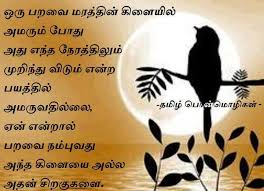 ஒரு பறவை மரத்தின் கிளையில்
அமரும் போது
அது எந்த நேரத்திலும்
முறிந்து விடும் என்ற
பயத்தில்
அமருவதில்லை,
ஏன் என்றால்
பறவை நம்புவது
அந்த கிளையை அல்ல
அதன் சிறகுகளை.
-தமிழ் பொன் மொழிகள் -